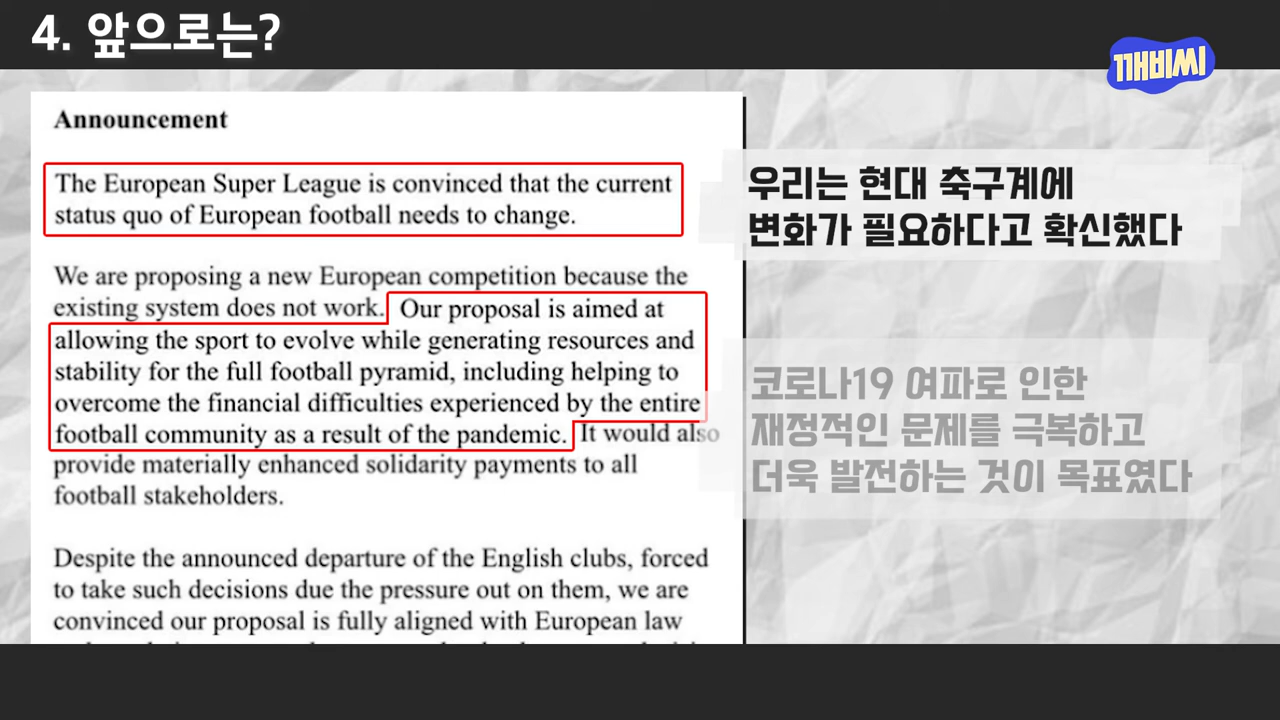 4. 앞으로는?
깨비씨
Announcement
The European Super League is convinced that the current
status quo of European football needs to change.
We are proposing a new European competition because the
existing system does not work. Our proposal is aimed at
allowing the sport to evolve while generating resources and
stability for the full football pyramid, including helping to
overcome the financial difficulties experienced by the entire
football community as a result of the pandemic. It would also
provide materially enhanced solidarity payments to all
football stakeholders.
Despite the announced departure of the English clubs, forced
to take such decisions due the pressure out on them, we are
convinced our proposal is fully aligned with European law
우리는 현대 축구계에
변화가 필요하다고 확신했다
코로나19 여파로 인한
재정적인 문제를 극복하고
더욱 발전하는 것이 목표였다